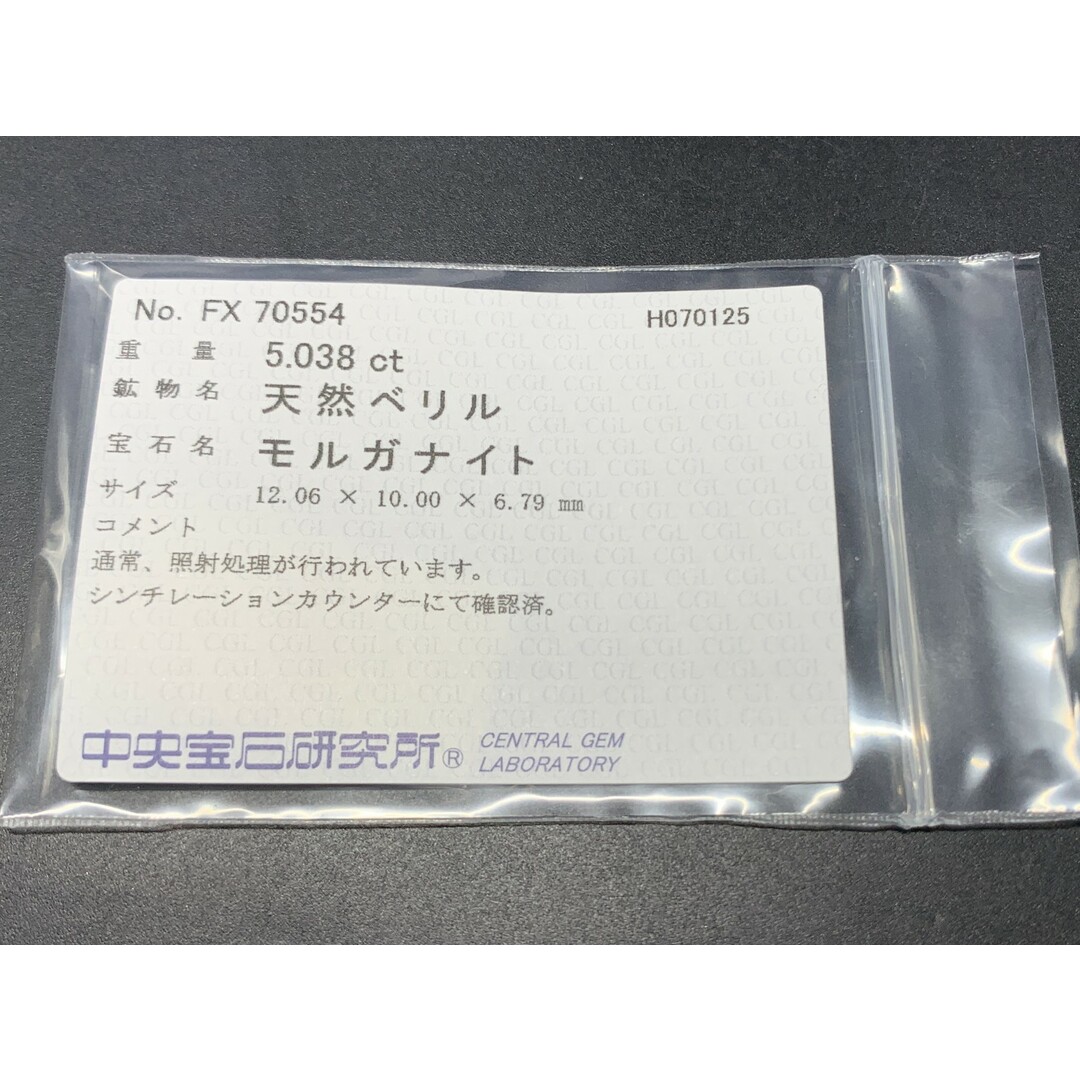 No. FX 70554 H070125
重量 5.038 ct
鉱物名 天然ベリル
宝石名 モルガナイト
サイズ 12.06 × 10.00 × 6.79 mm
コメント
通常、照射処理が行われています。
シンチレーションカウンターにて確認済。
中央宝石研究所® CENTRAL GEM
LABORATORY